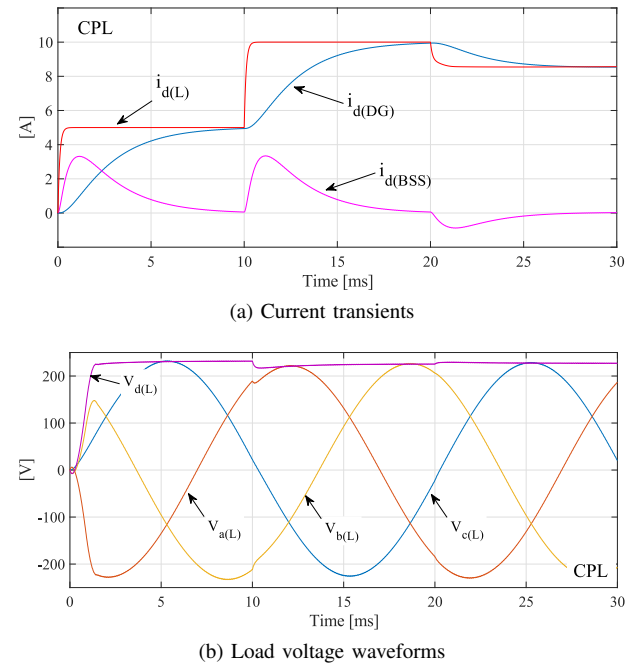 CPL
10
8
6
4
2
0
[A]
i_d(L)
i_d(DG)
i_d(BSS)
0 5 10 15 20 25 30
Time [ms]
(a) Current transients
200
100
0
-100
-200
[V]
V_d(L)
V_a(L)
V_b(L)
V_c(L)
CPL
0 5 10 15 20 25 30
Time [ms]
(b) Load voltage waveforms